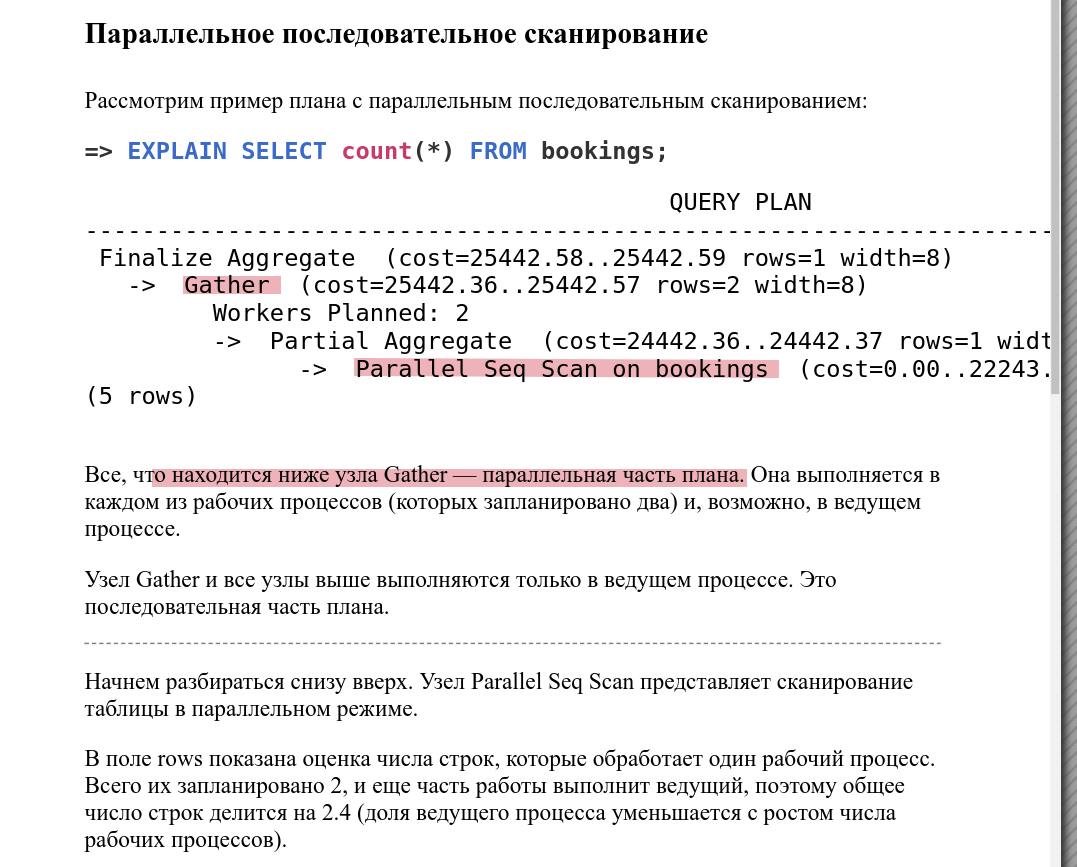 Параллельное последовательное сканирование
Рассмотрим пример плана с параллельным последовательным сканированием:
=> EXPLAIN SELECT count(*) FROM bookings;
QUERY PLAN
--------------------------------------------------------------------
Finalize Aggregate  (cost=25442.58..25442.59 rows=1 width=8)
->  Gather  (cost=25442.36..25442.57 rows=2 width=8)
Workers Planned: 2
->  Partial Aggregate  (cost=24442.36..24442.37 rows=1 widt
->  Parallel Seq Scan on bookings  (cost=0.00..22243.
(5 rows)
Все, что находится ниже узла Gather — параллельная часть плана. Она выполняется в
каждом из рабочих процессов (которых запланировано два) и, возможно, в ведущем
процессе.
Узел Gather и все узлы выше выполняются только в ведущем процессе. Это
последовательная часть плана.
Начнем разбираться снизу вверх. Узел Parallel Seq Scan представляет сканирование
таблицы в параллельном режиме.
В поле rows показана оценка числа строк, которые обработает один рабочий процесс.
Всего их запланировано 2, и еще часть работы выполнит ведущий, поэтому общее
число строк делится на 2.4 (доля ведущего процесса уменьшается с ростом числа
рабочих процессов).